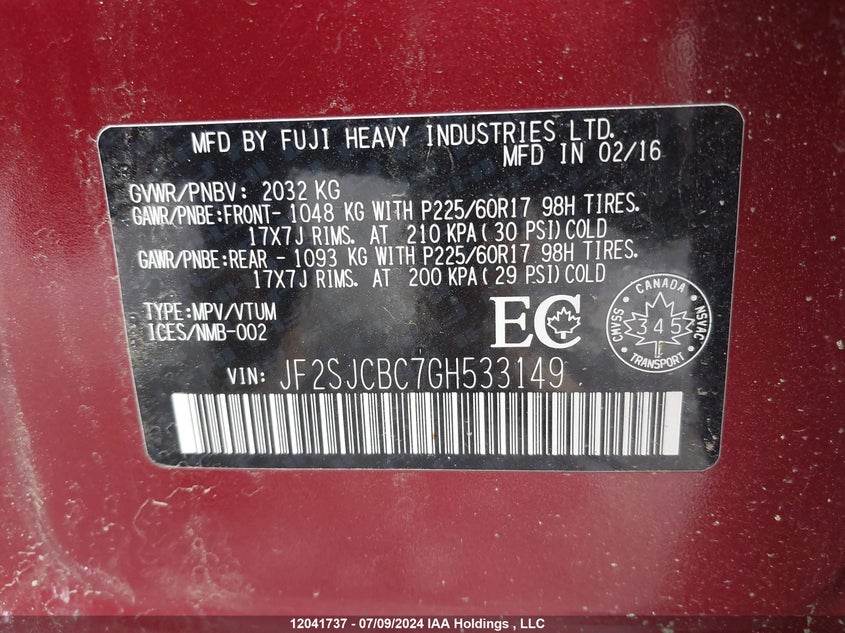 MFD BY FUJI HEAVY INDUSTRIES LTD.
MFD IN 02/16
GVWR/PNBV: 2032 KG
GAWR/PNBE:FRONT- 1048 KG WITH P225/60R17 98H TIRES.
17X7J RIMS. AT 210 KPA(30 PSI)COLD
GAWR/PNBE:REAR - 1093 KG WITH P225/60R17 98H TIRES.
17X7J RIMS. AT 200 KPA(29 PSI)COLD
TYPE:MPV/VTUM
ICES/NMB-002
EC
CANADA
CMVSS
345
NSVAC
VIN: JF2SJCBC7GH533149
12041737 - 07/09/2024 IAA Holdings , LLC